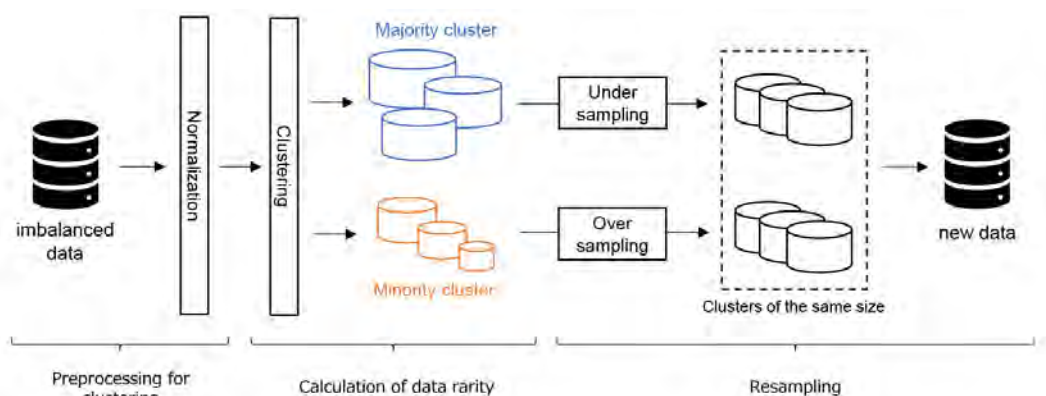 Majority cluster
Normalization
Clustering
Under
sampling
imbalanced
data
Over
sampling
new data
Minority cluster
Clusters of the same size
Preprocessing for
clustering
Calculation of data rarity
Resampling